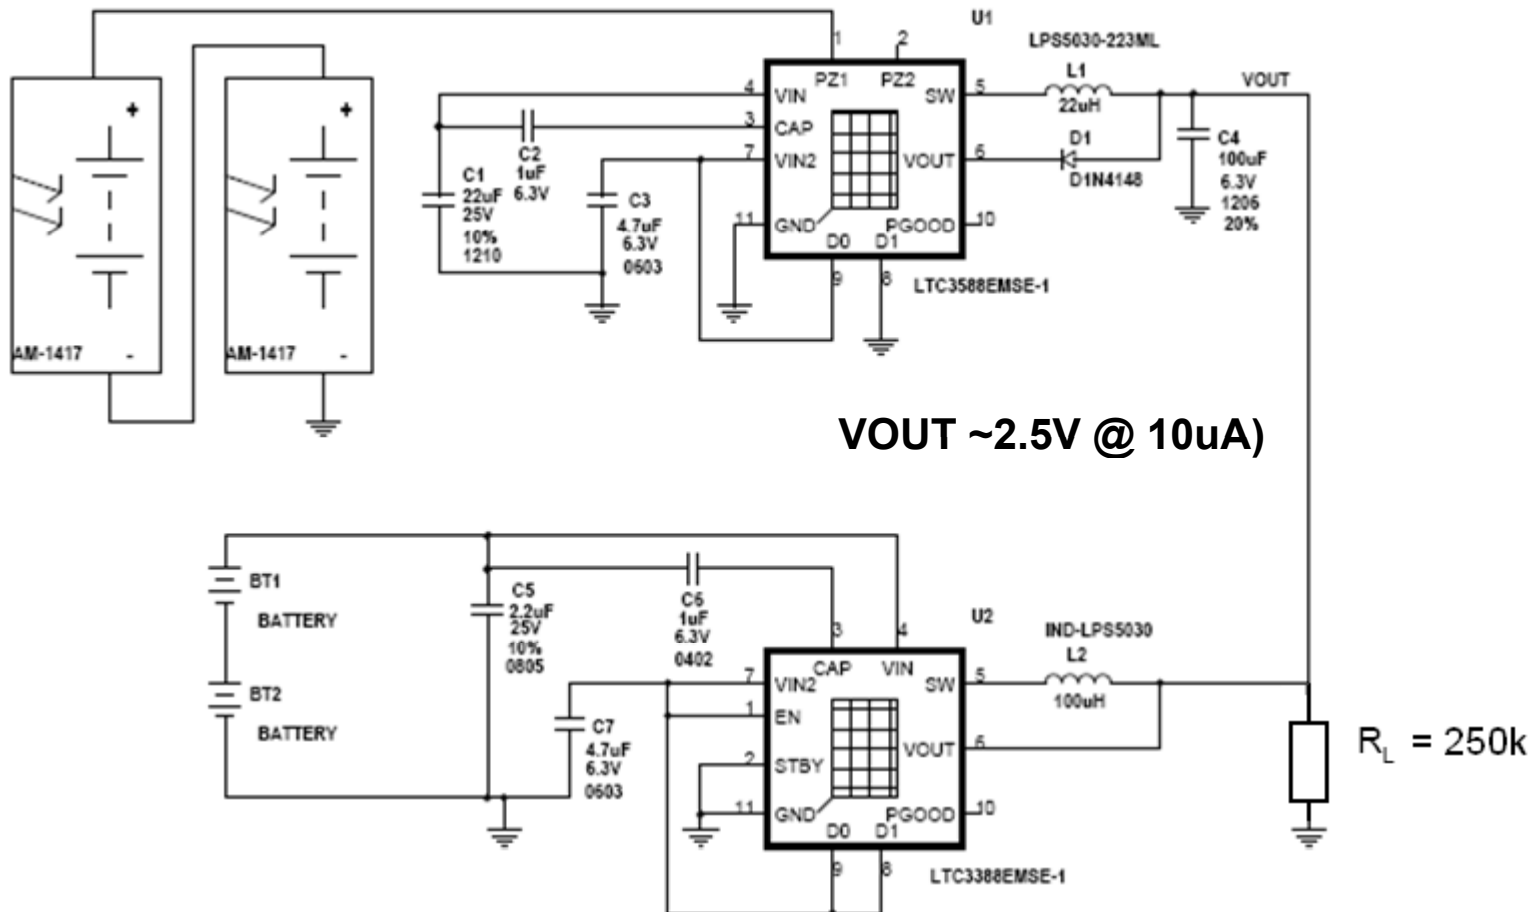 U1
LPS5030-223ML
L1
22uH
VOUT
1
2
PZ1
PZ2
4
VIN
SW
5
3
CAP
7
VIN2
VOUT
6
11
GND
PGOOD
10
D0
D1
9
8
LTC3588EMSE-1
C2
1uF
6.3V
C1
22uF
25V
10%
1210
C3
4.7uF
6.3V
0603
D1
D1N4148
C4
100uF
6.3V
1206
20%
+
+
AM-1417
-
AM-1417
-
VOUT ~2.5V @ 10uA)
BT1
BATTERY
BT2
BATTERY
C5
2.2uF
25V
10%
0805
C6
1uF
6.3V
0402
C7
4.7uF
6.3V
0603
U2
IND-LPS5030
L2
100uH
3
4
CAP
VIN
7
VIN2
SW
5
1
EN
2
STBY
VOUT
6
11
GND
PGOOD
10
D0
D1
9
8
LTC3388EMSE-1
RL = 250k